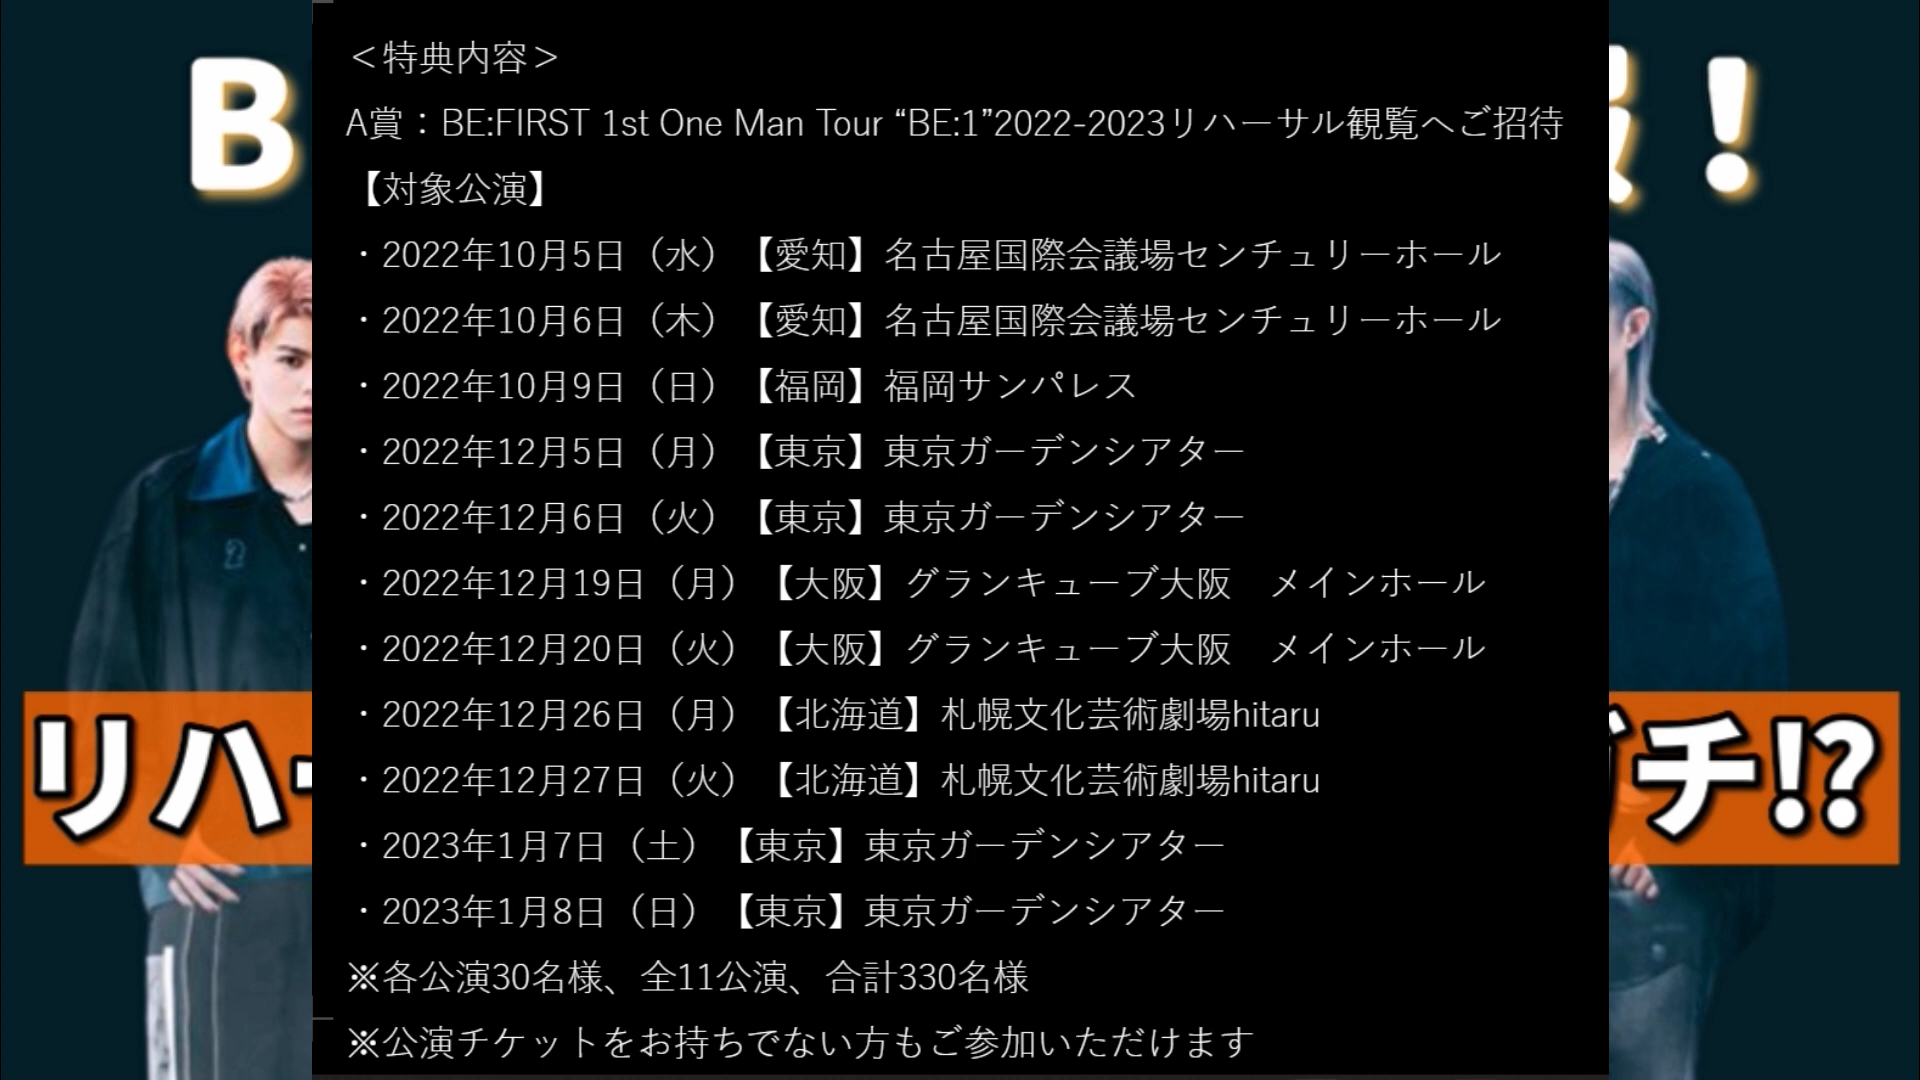 B
！
＜特典内容＞
A賞：BE:FIRST 1st One Man Tour “BE:1”2022-2023リハーサル観覧へご招待
【対象公演】
・2022年10月5日（水）【愛知】名古屋国際会議場センチュリーホール
・2022年10月6日（木）【愛知】名古屋国際会議場センチュリーホール
・2022年10月9日（日）【福岡】福岡サンパレス
・2022年12月5日（月）【東京】東京ガーデンシアター
・2022年12月6日（火）【東京】東京ガーデンシアター
・2022年12月19日（月）【大阪】グランキューブ大阪　メインホール
・2022年12月20日（火）【大阪】グランキューブ大阪　メインホール
・2022年12月26日（月）【北海道】札幌文化芸術劇場hitaru
・2022年12月27日（火）【北海道】札幌文化芸術劇場hitaru
・2023年1月7日（土）【東京】東京ガーデンシアター
・2023年1月8日（日）【東京】東京ガーデンシアター
※各公演30名様、全11公演、合計330名様
※公演チケットをお持ちでない方もご参加いただけます
リハ
チ!?